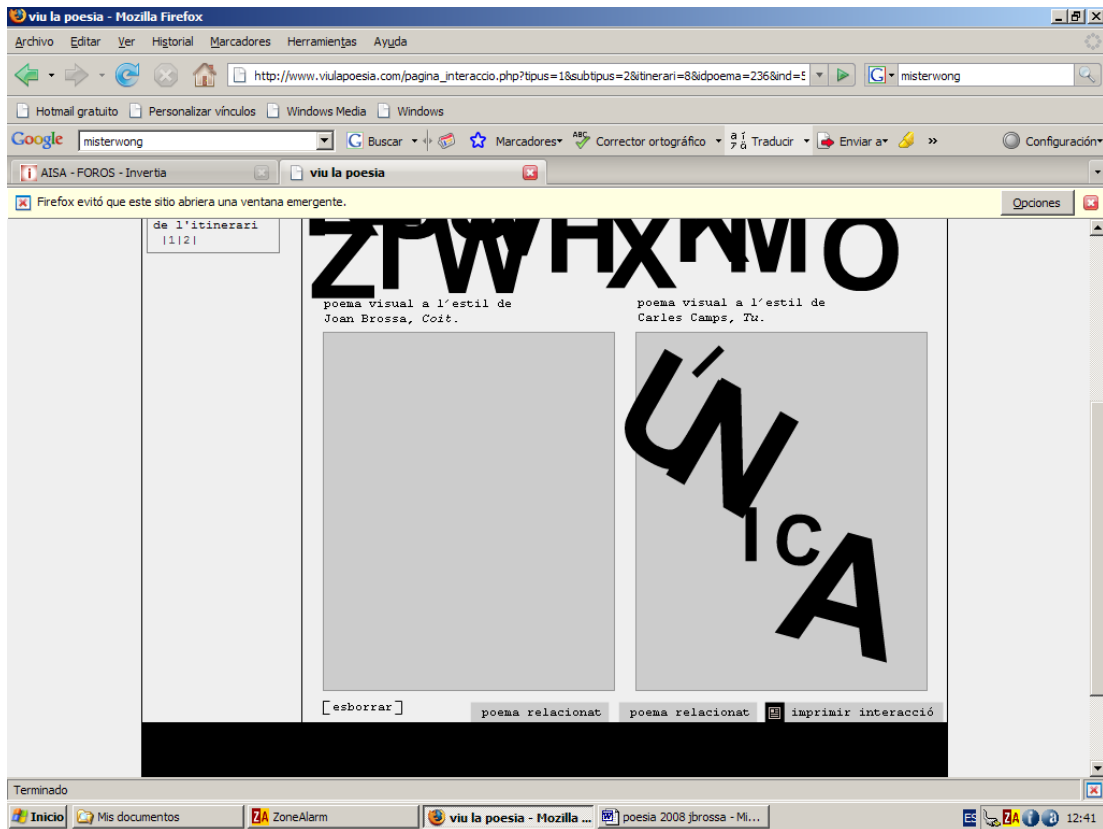 viu la poesia - Mozilla Firefox
Archivo Editar Ver Historial Marcadores Herramientas Ayuda
http://www.viulapoesia.com/pagina_interaccio.php?tipus=1&subtipus=2&itinerari=8&idpoema=236&ind= G misterwong
Hotmail gratuito Personalizar vínculos Windows Media Windows
Google misterwong G Buscar Marcadores ABC Corrector ortográfico Traducir Enviar a » Configuración
AISA - FOROS - Invertia viu la poesia
Firefox evitó que este sitio abriera una ventana emergente. Opciones
de l'itinerari
|1|2|
Z W H X M O
poema visual a l'estil de
Joan Brossa, Coit.
poema visual a l'estil de
Carles Camps, Tu.
ÚNICA
[esborrar] poema relacionat poema relacionat imprimir interacció
Terminado
Inicio Mis documentos ZA ZoneAlarm viu la poesia - Mozilla ... poesia 2008 jbrossa - Mi... ES ZA 12:41